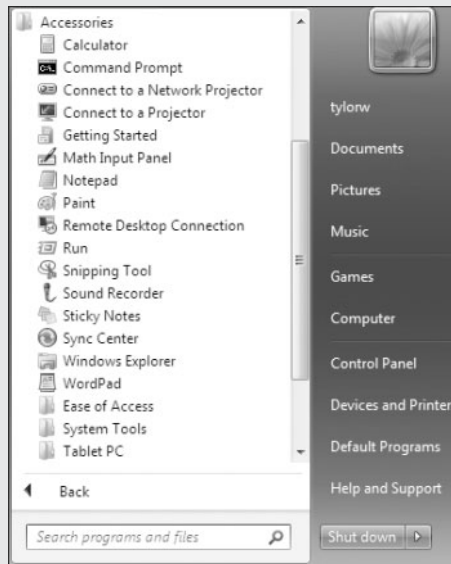 Accessories
Calculator
Command Prompt
Connect to a Network Projector
Connect to a Projector
Getting Started
Math Input Panel
Notepad
Paint
Remote Desktop Connection
Run
Snipping Tool
Sound Recorder
Sticky Notes
Sync Center
Windows Explorer
WordPad
Ease of Access
System Tools
Tablet PC
Back
Search programs and files
tylorw
Documents
Pictures
Music
Games
Computer
Control Panel
Devices and Printer
Default Programs
Help and Support
Shut down